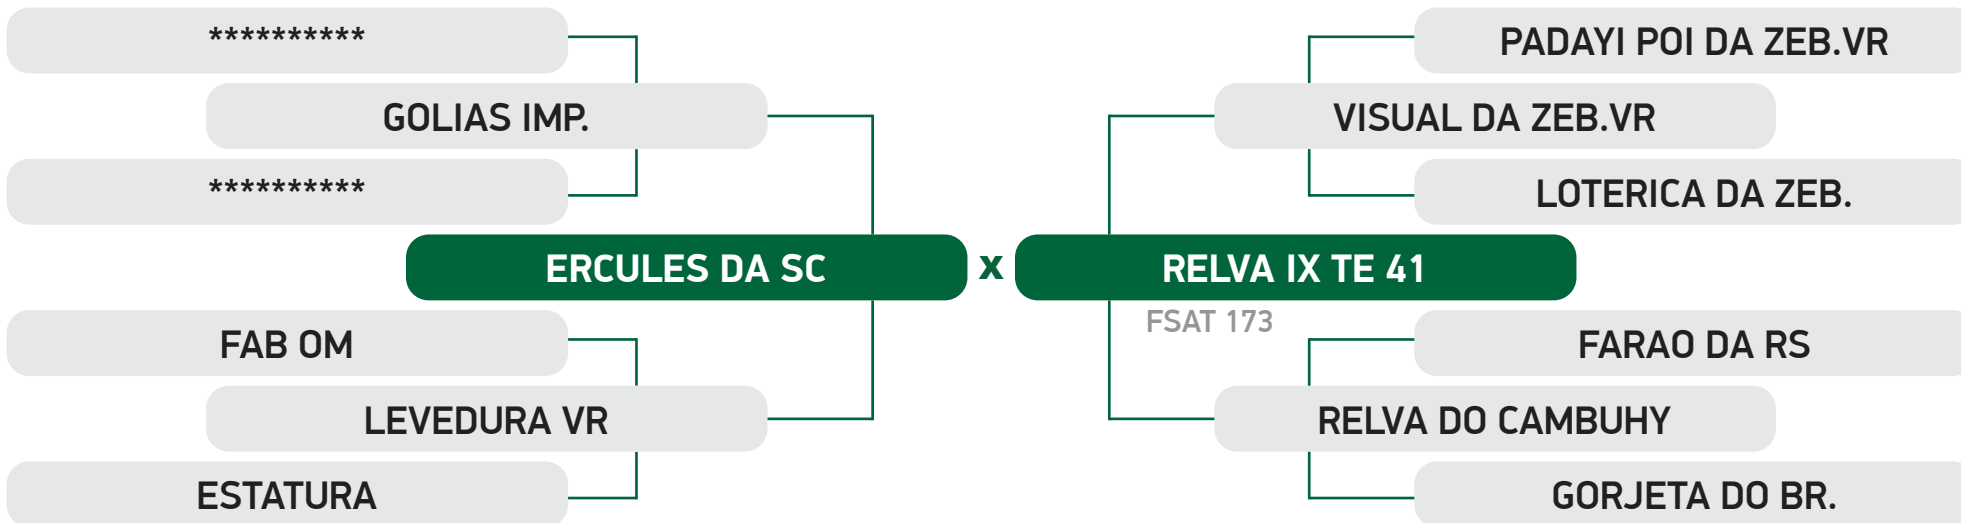 **********
PADAYI POI DA ZEB.VR
GOLIAS IMP.
VISUAL DA ZEB.VR
**********
LOTERICA DA ZEB.
ERCULES DA SC x RELVA IX TE 41
FSAT 173
FAB OM
FARAO DA RS
LEVEDURA VR
RELVA DO CAMBUHY
ESTATURA
GORJETA DO BR.